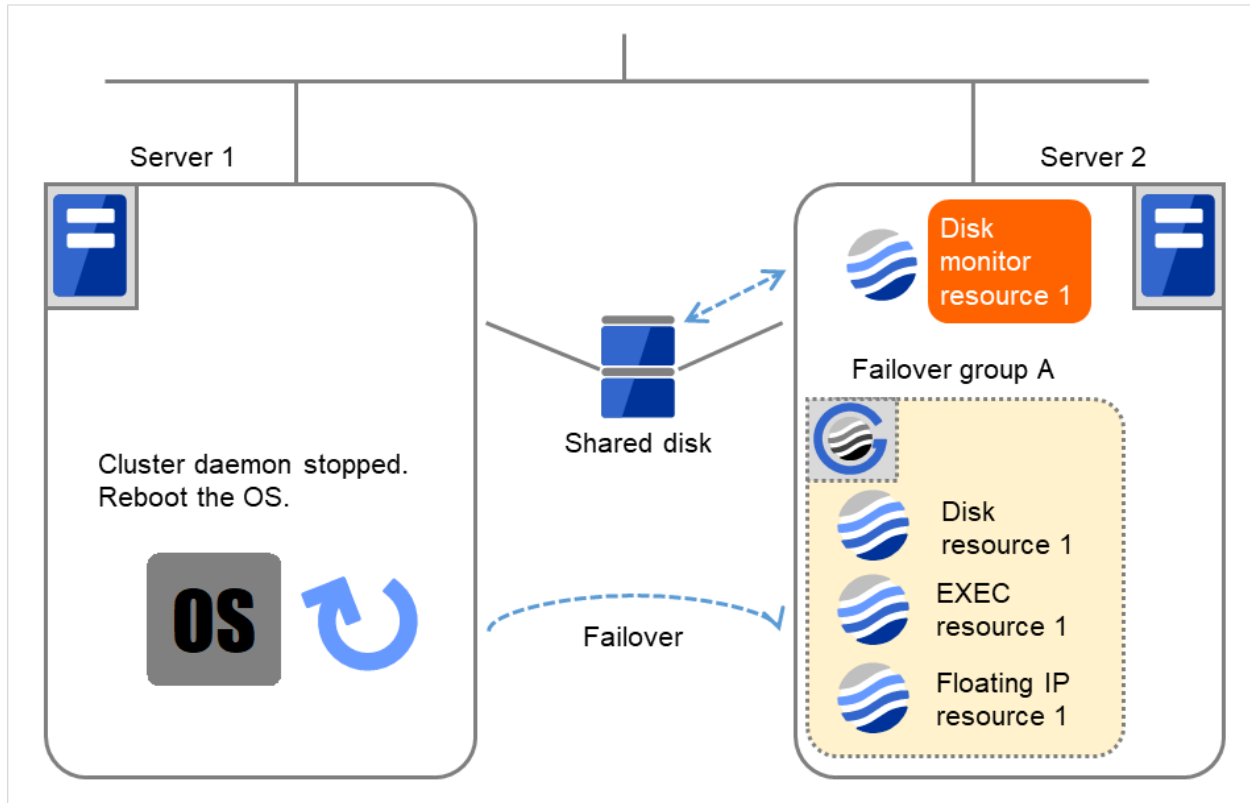 Server 1
Server 2
Disk
monitor
resource 1
Failover group A
Shared disk
Cluster daemon stopped.
Reboot the OS.
OS
Failover
Disk
resource 1
EXEC
resource 1
Floating IP
resource 1